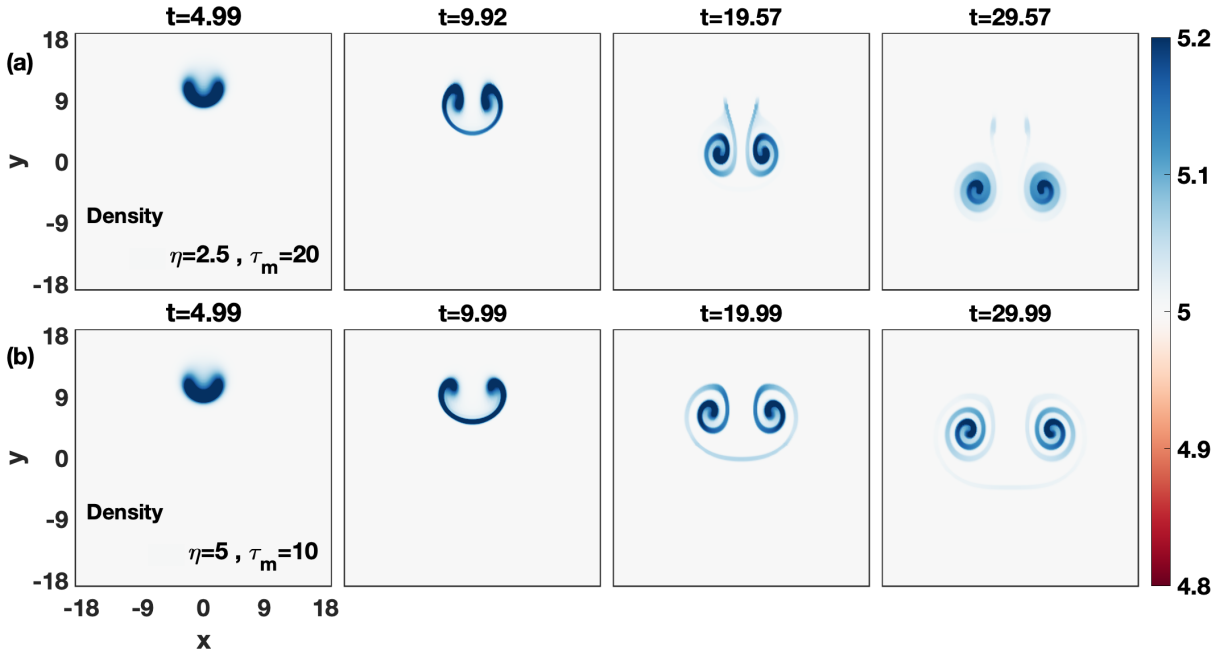 t=4.99 t=9.92 t=19.57 t=29.57
(a)
18
9
0
-9
-18
y
Density
η=2.5 , τm=20
t=4.99 t=9.99 t=19.99 t=29.99
(b)
18
9
0
-9
-18
y
Density
η=5 , τm=10
-18 -9 0 9 18
x
5.2
5.1
5
4.9
4.8